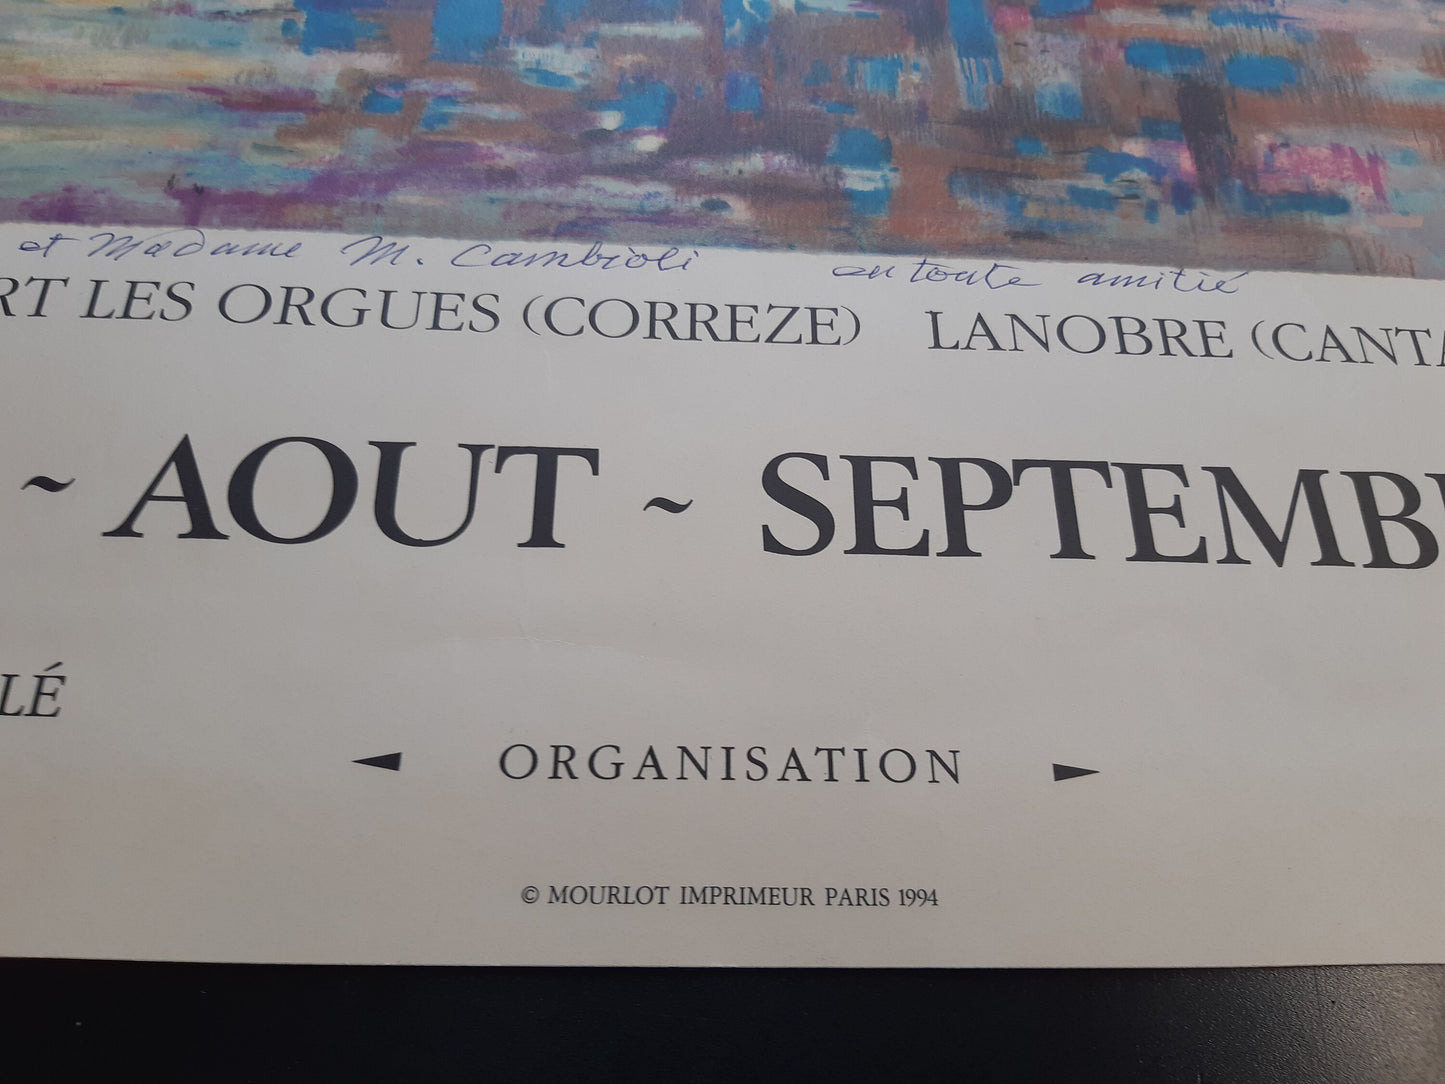 et Madame M. Cambioli en toute amitié
RT LES ORGUES (CORREZE) LANOBRE (CANTA
~ AOUT ~ SEPTEMB
LÉ
◄ ORGANISATION ►
© MOURLOT IMPRIMEUR PARIS 1994